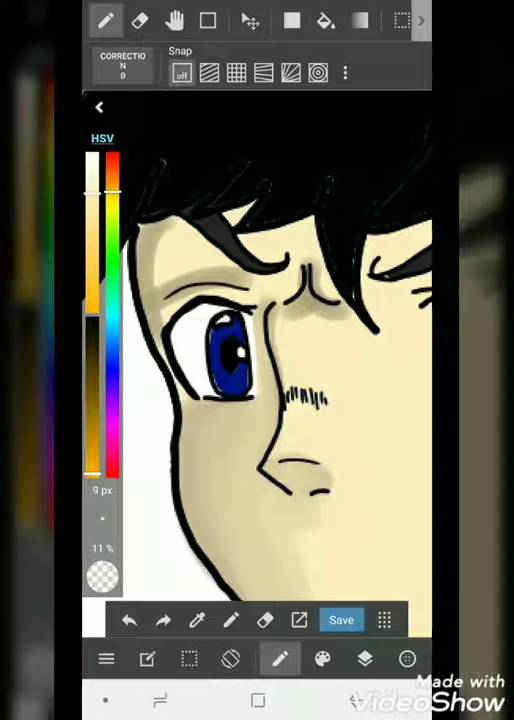 CORRECTIO
N
0
Snap
off
HSV
9 px
11 %
Save
Made with
VideoShow